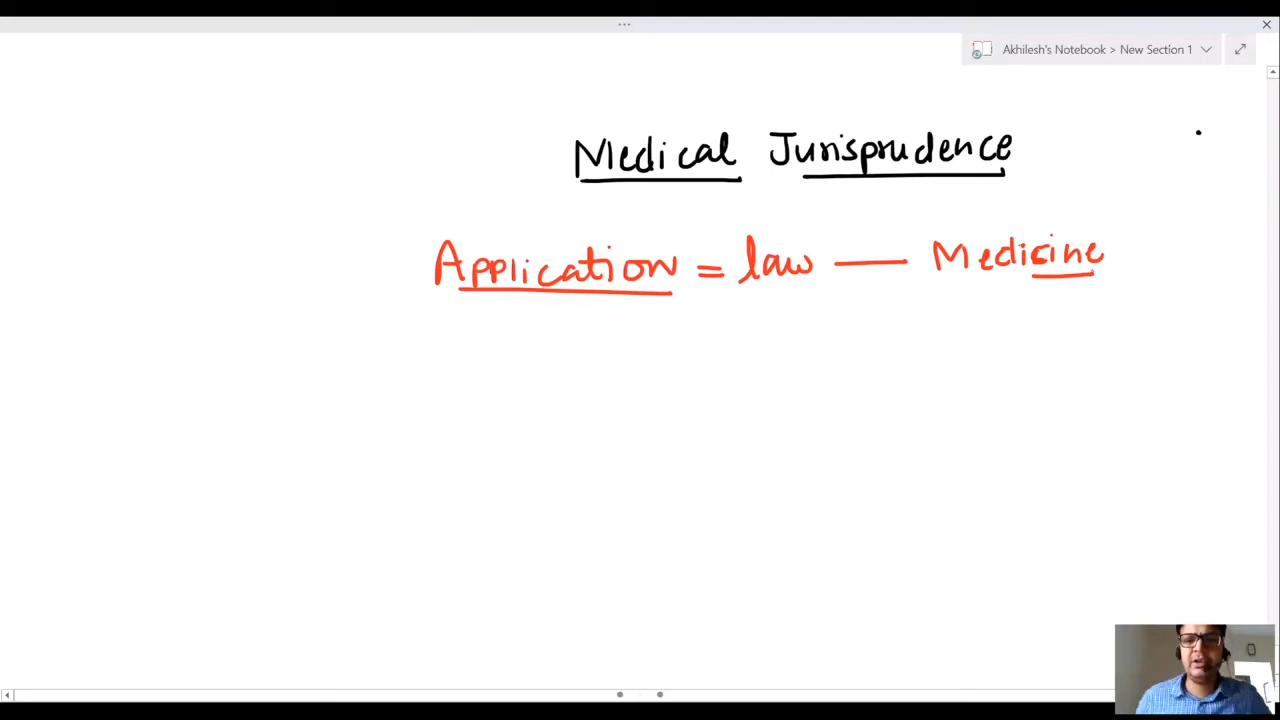 Akhilesh's Notebook > New Section 1
Medical Jurisprudence
Application = law — Medicine